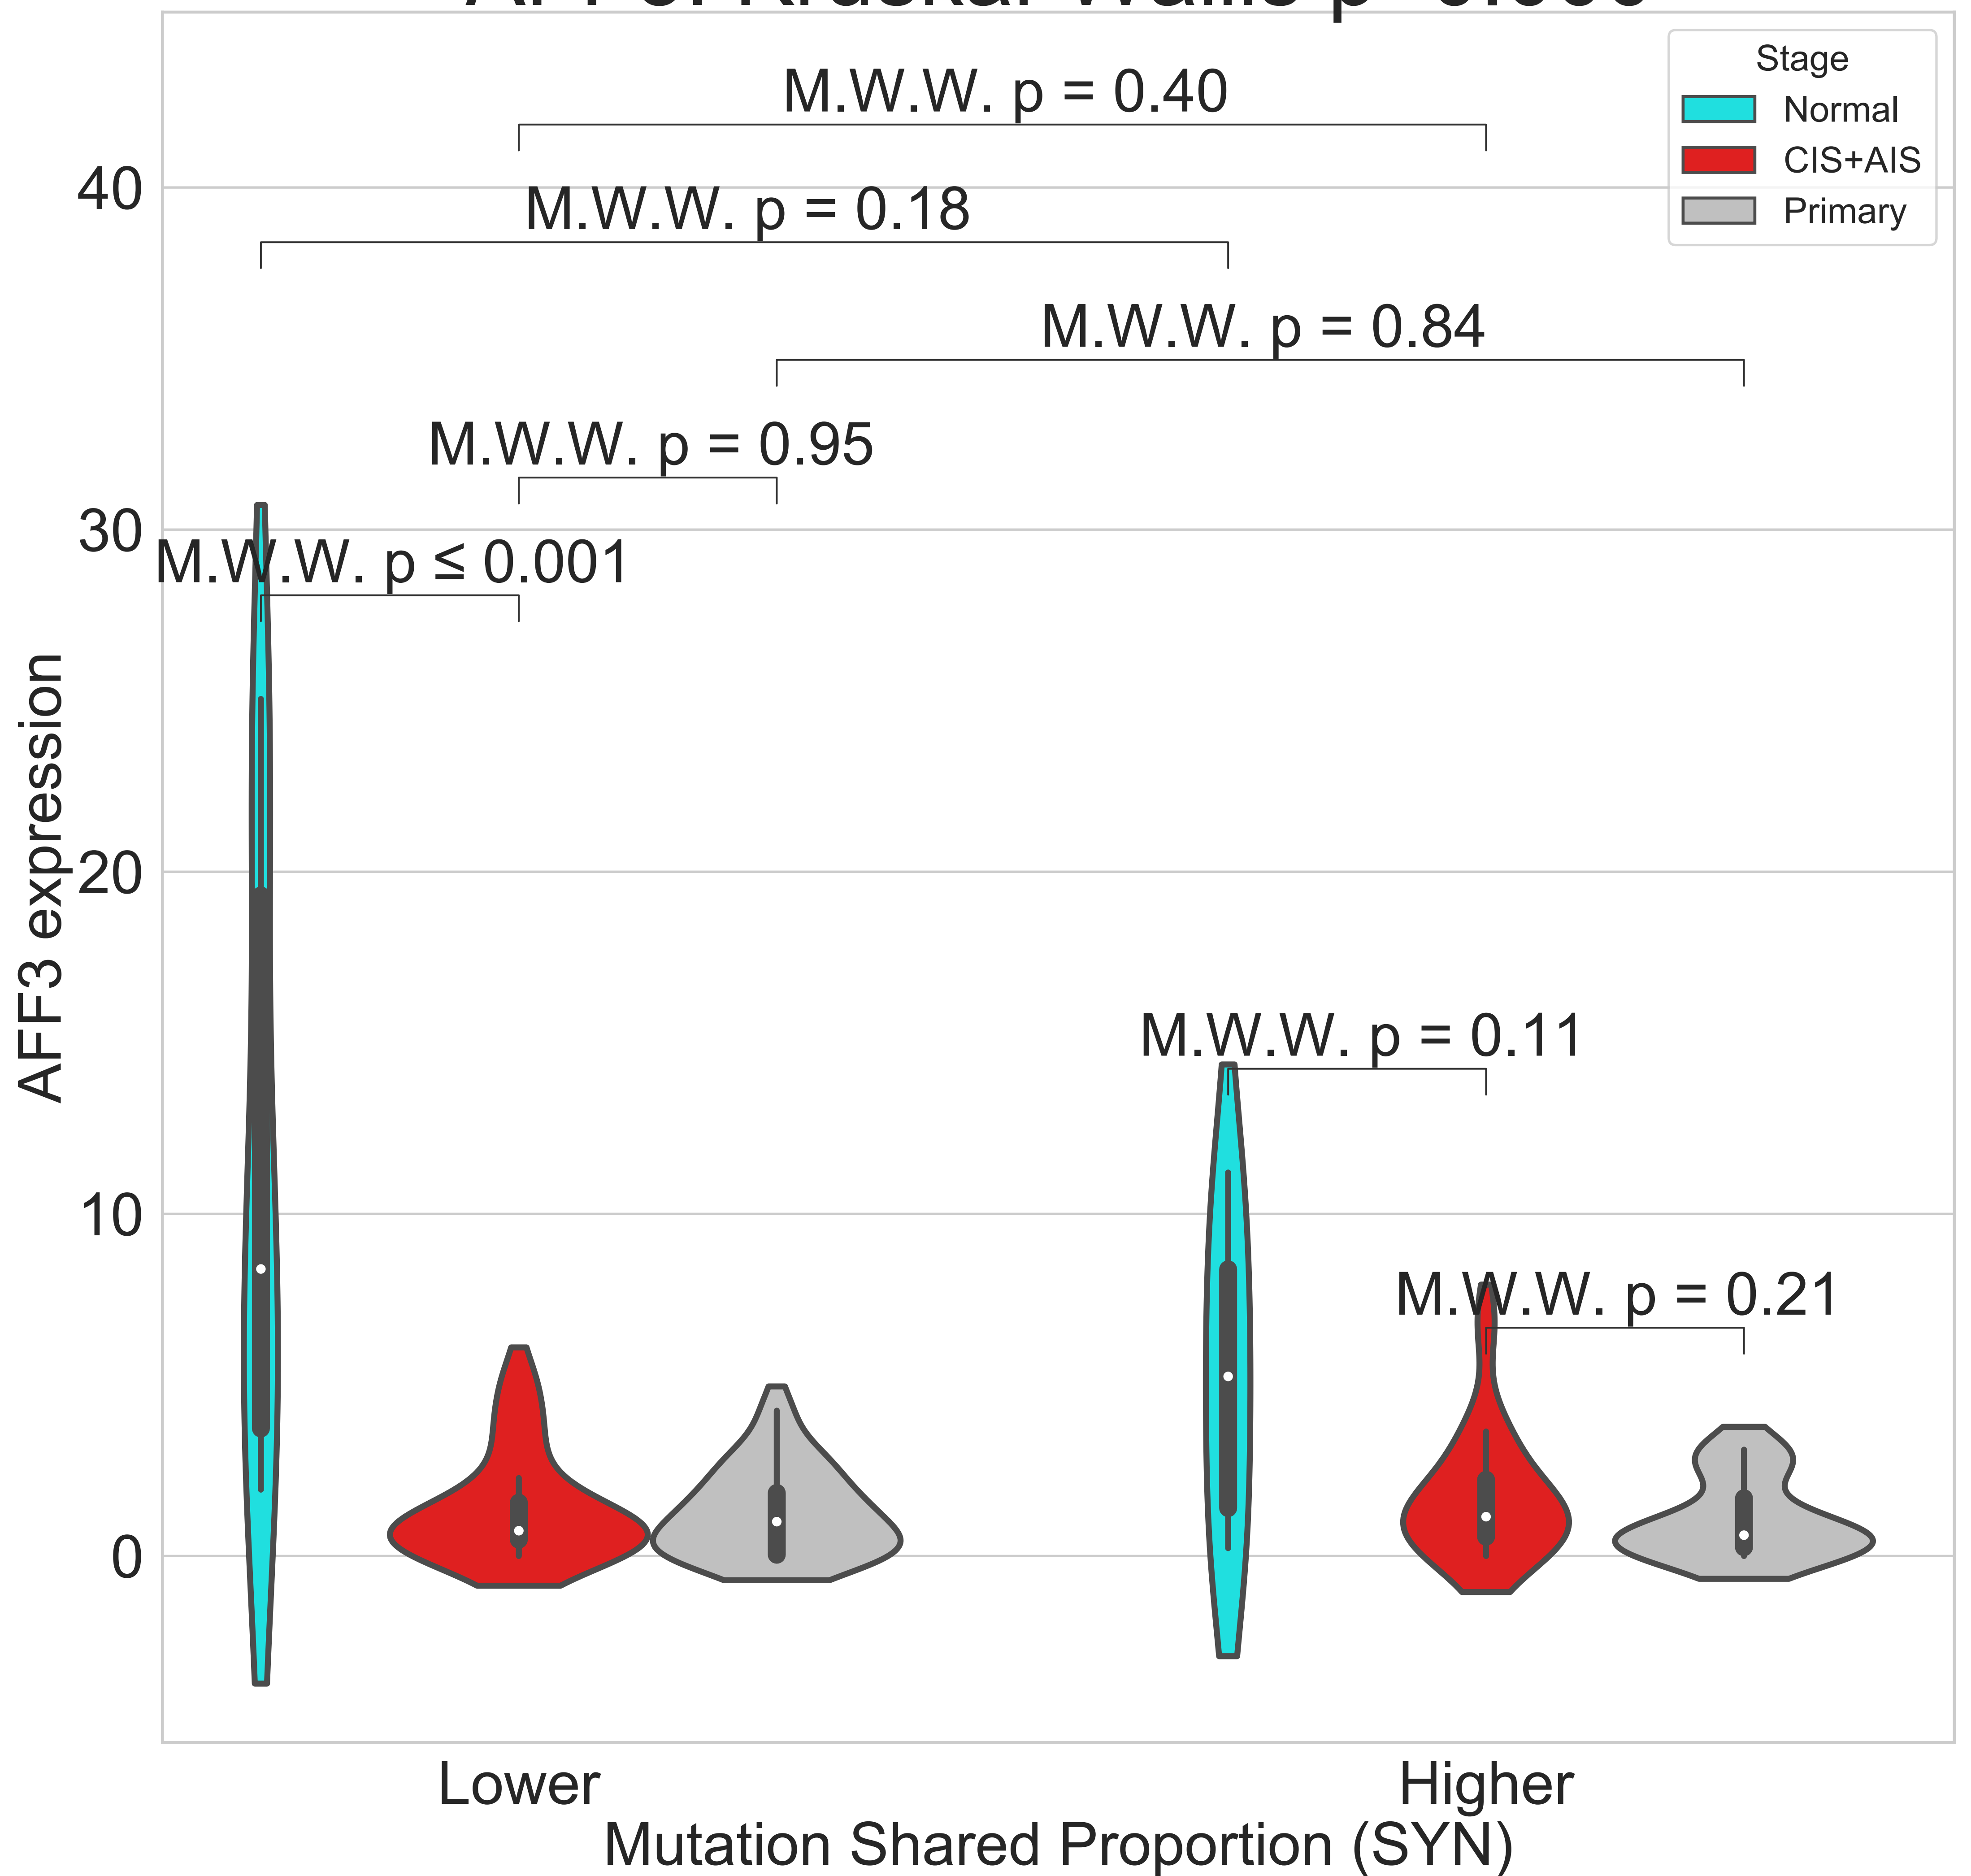 Stage
Normal
CIS+AIS
Primary
M.W.W. p = 0.40
M.W.W. p = 0.18
M.W.W. p = 0.84
M.W.W. p = 0.95
M.W.W. p ≤ 0.001
M.W.W. p = 0.11
M.W.W. p = 0.21
40
30
20
10
0
AFF3 expression
Lower
Higher
Mutation Shared Proportion (SYN)